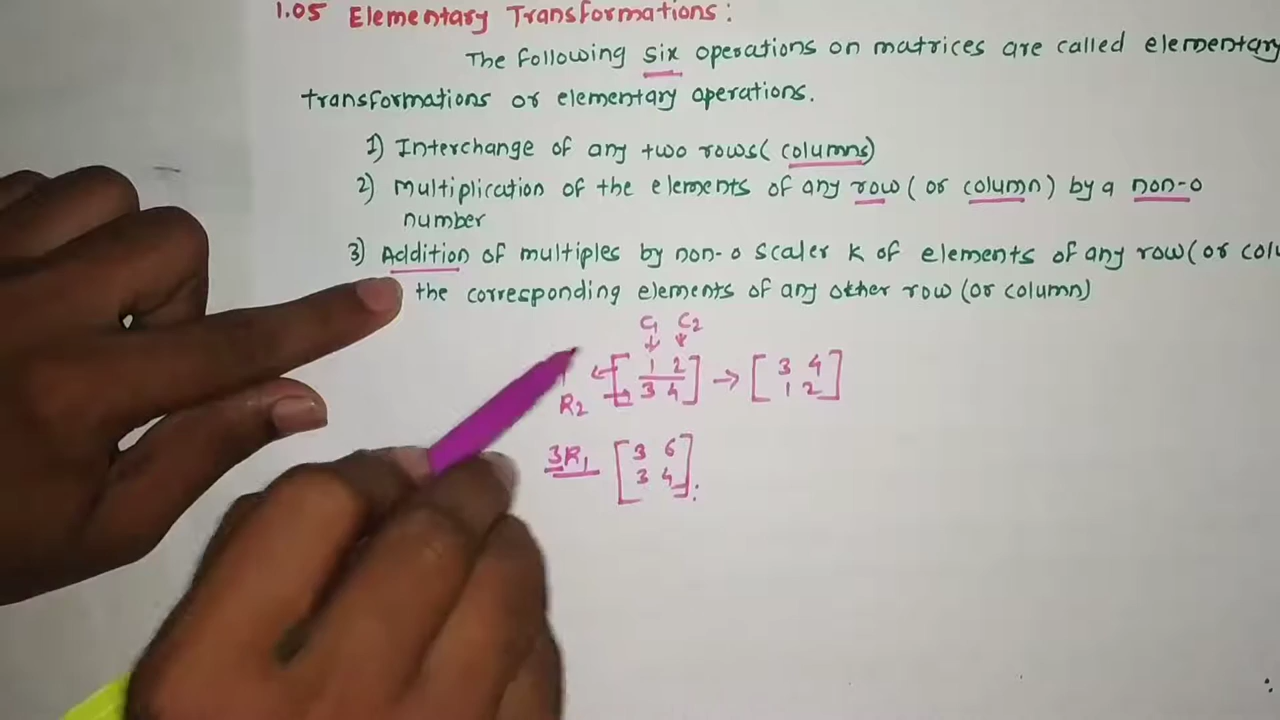 1.05 Elementary Transformations:
The following six operations on matrices are called elementary
transformations or elementary operations.
1) Interchange of any two rows( columns)
2) Multiplication of the elements of any row ( or column ) by a non-0
number
3) Addition of multiples by non-0 scaler k of elements of any row( or
the corresponding elements of any other row (or column)
C1 C2
[ 1 2 → [ 3 4
R2 3 4 ] 1 2 ]
3R1 [ 3 6
3 4 ]